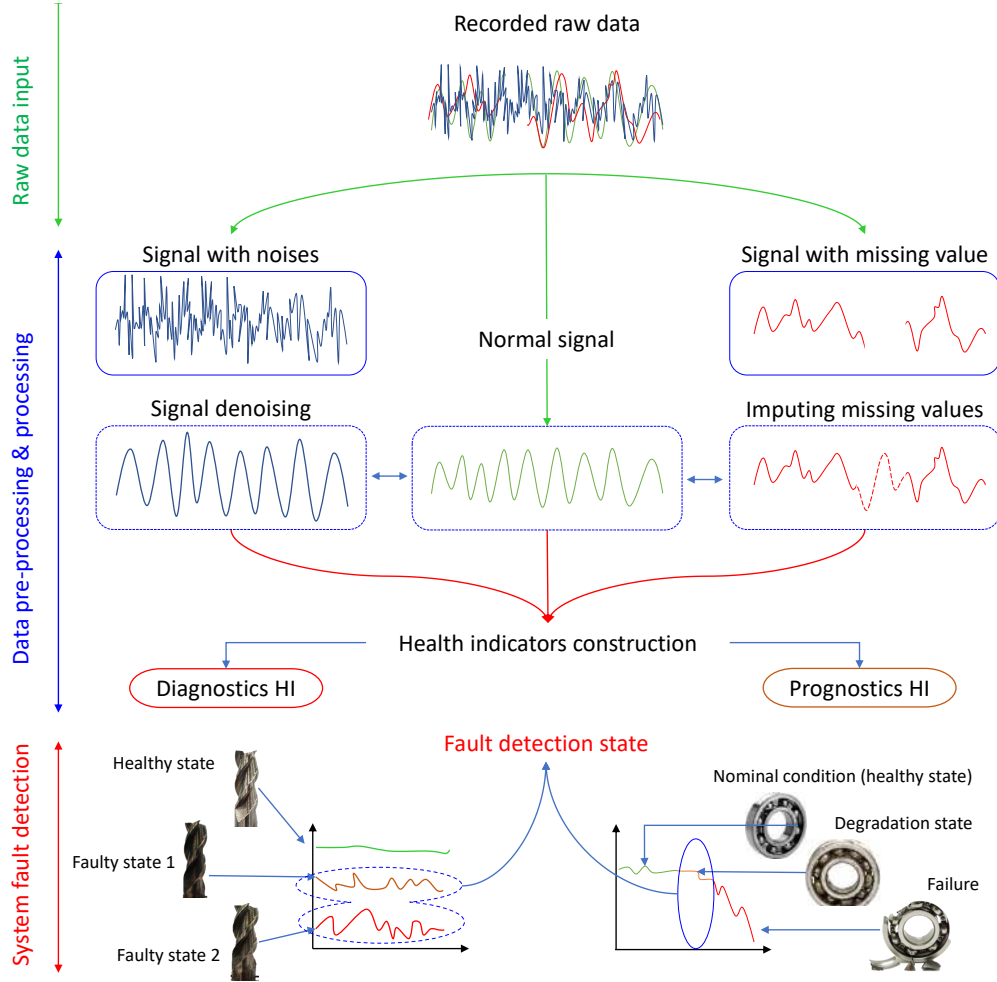 Recorded raw data
Raw data input
Signal with noises
Signal with missing value
Normal signal
Signal denoising
Imputing missing values
Data pre-processing & processing
Health indicators construction
Diagnostics HI
Prognostics HI
Fault detection state
System fault detection
Healthy state
Nominal condition (healthy state)
Degradation state
Faulty state 1
Failure
Faulty state 2